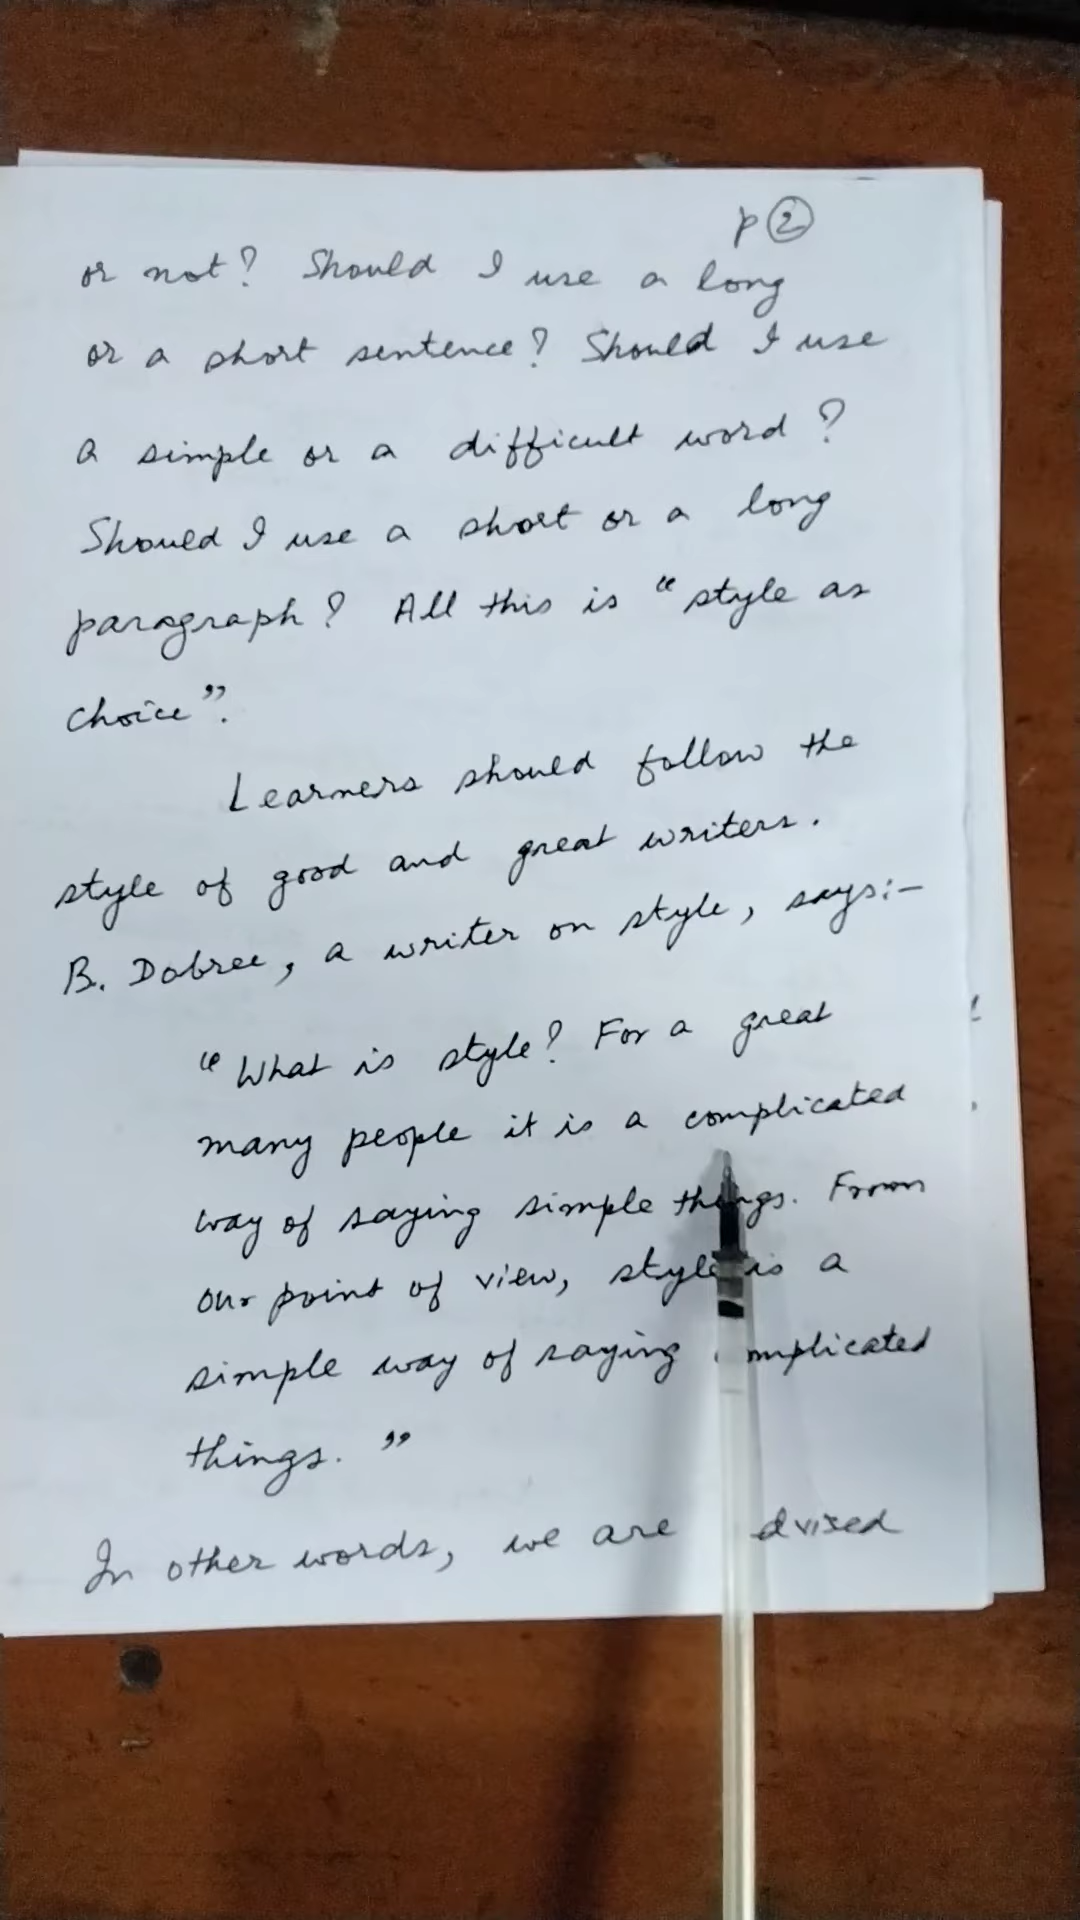 p 2
or not? Should I use a long
or a short sentence? Should I use
a simple or a difficult word?
Should I use a short or a long
paragraph? All this is "style as
choice".
Learners should follow the
style of good and great writers.
B. Dobree, a writer on style, says:-
"What is style? For a great
many people it is a complicated
way of saying simple things. From
our point of view, style is a
simple way of saying complicated
things."
In other words, we are advised